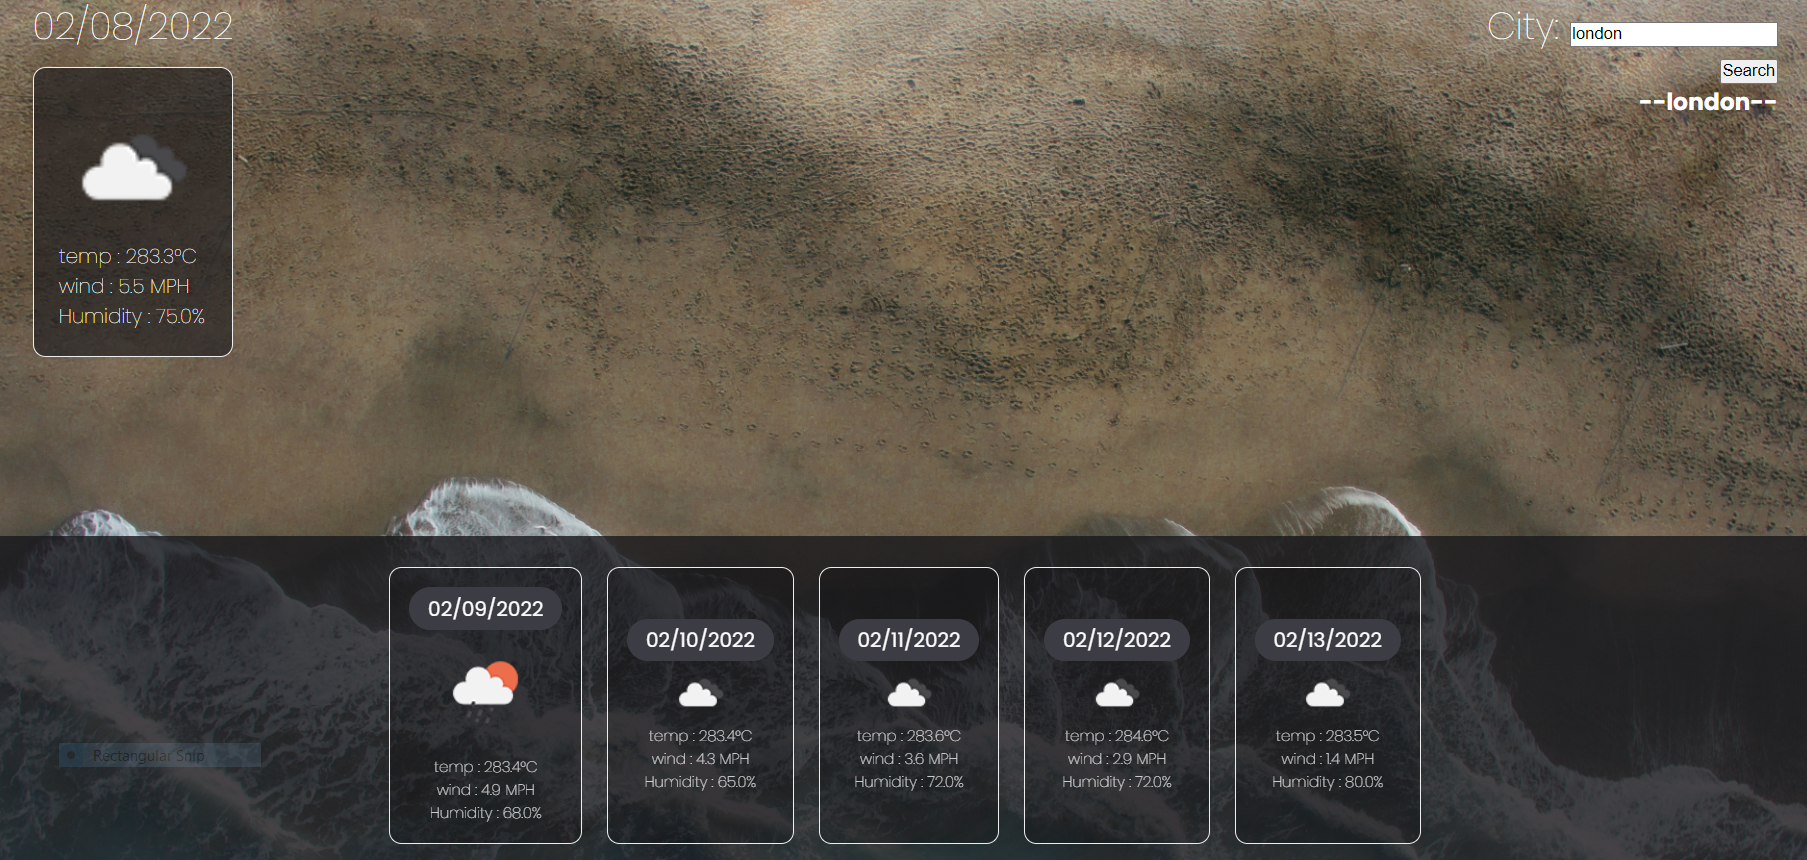 02/08/2022
City: london
Search
--london--
temp : 283.3°C
wind : 5.5 MPH
Humidity : 75.0%
02/09/2022
temp : 283.4°C
wind : 4.9 MPH
Humidity : 68.0%
02/10/2022
temp : 283.4°C
wind : 4.3 MPH
Humidity : 65.0%
02/11/2022
temp : 283.6°C
wind : 3.6 MPH
Humidity : 72.0%
02/12/2022
temp : 284.6°C
wind : 2.9 MPH
Humidity : 72.0%
02/13/2022
temp : 283.5°C
wind : 1.4 MPH
Humidity : 80.0%
Rectangular Snip